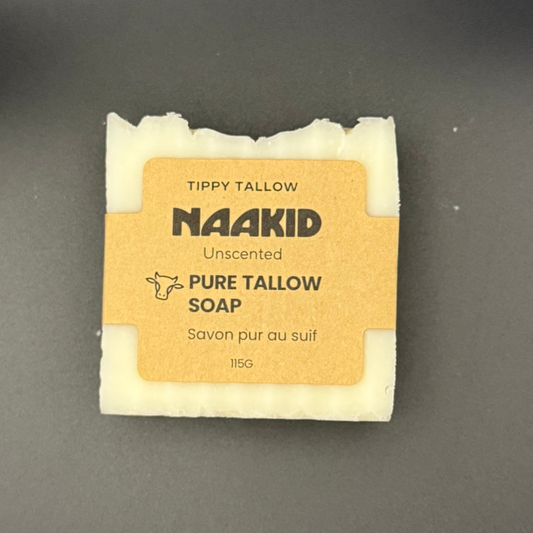 TIPPY TALLOW
NAAKID
Unscented
PURE TALLOW
SOAP
Savon pur au suif
115G